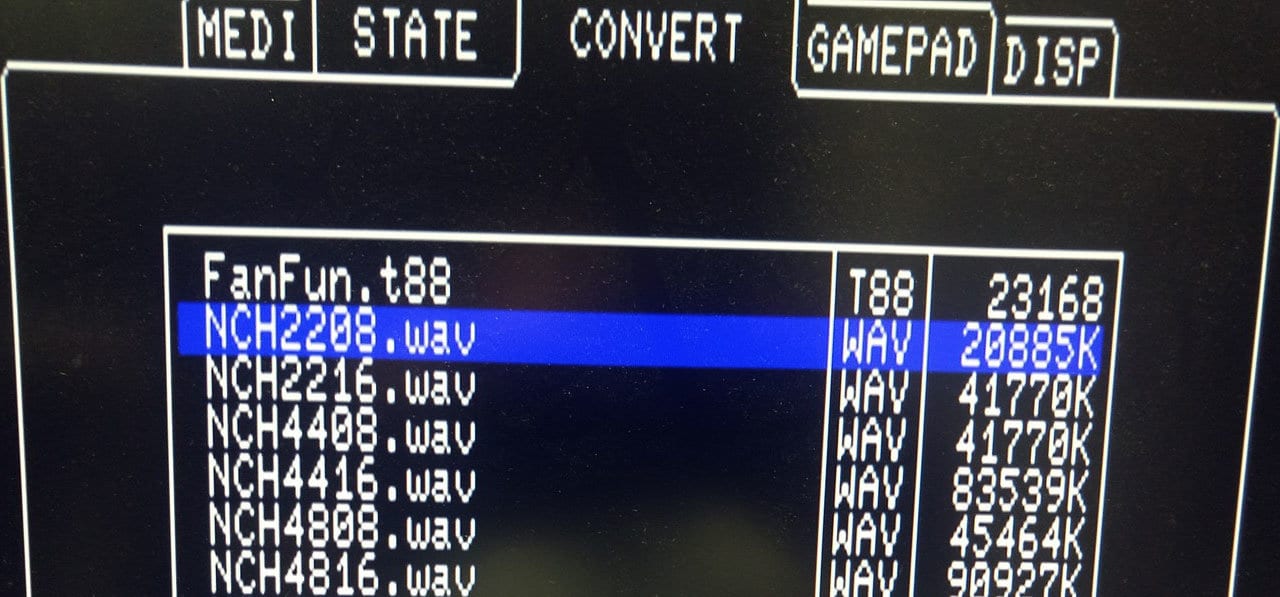 MEDI STATE CONVERT GAMEPAD DISP
FanFun.t88 T88 23168
NCH2208.wav WAV 20885K
NCH2216.wav WAV 41770K
NCH4408.wav WAV 41770K
NCH4416.wav WAV 83539K
NCH4808.wav WAV 45464K
NCH4816.wav WAV 90927K